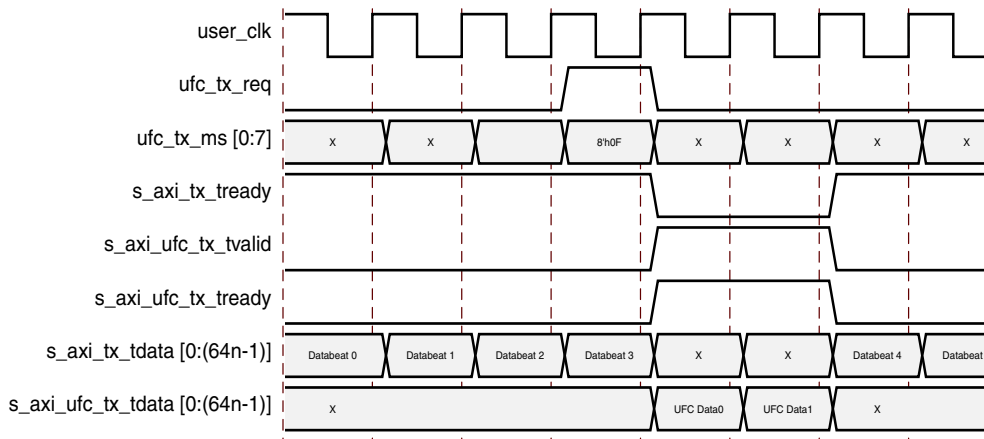 user_clk
ufc_tx_req
ufc_tx_ms [0:7] X X 8'h0F X X X X
s_axi_tx_tready
s_axi_ufc_tx_tvalid
s_axi_ufc_tx_tready
s_axi_tx_tdata [0:(64n-1)] Databeat 0 Databeat 1 Databeat 2 Databeat 3 X X Databeat 4 Databeat
s_axi_ufc_tx_tdata [0:(64n-1)] X UFC Data0 UFC Data1 X